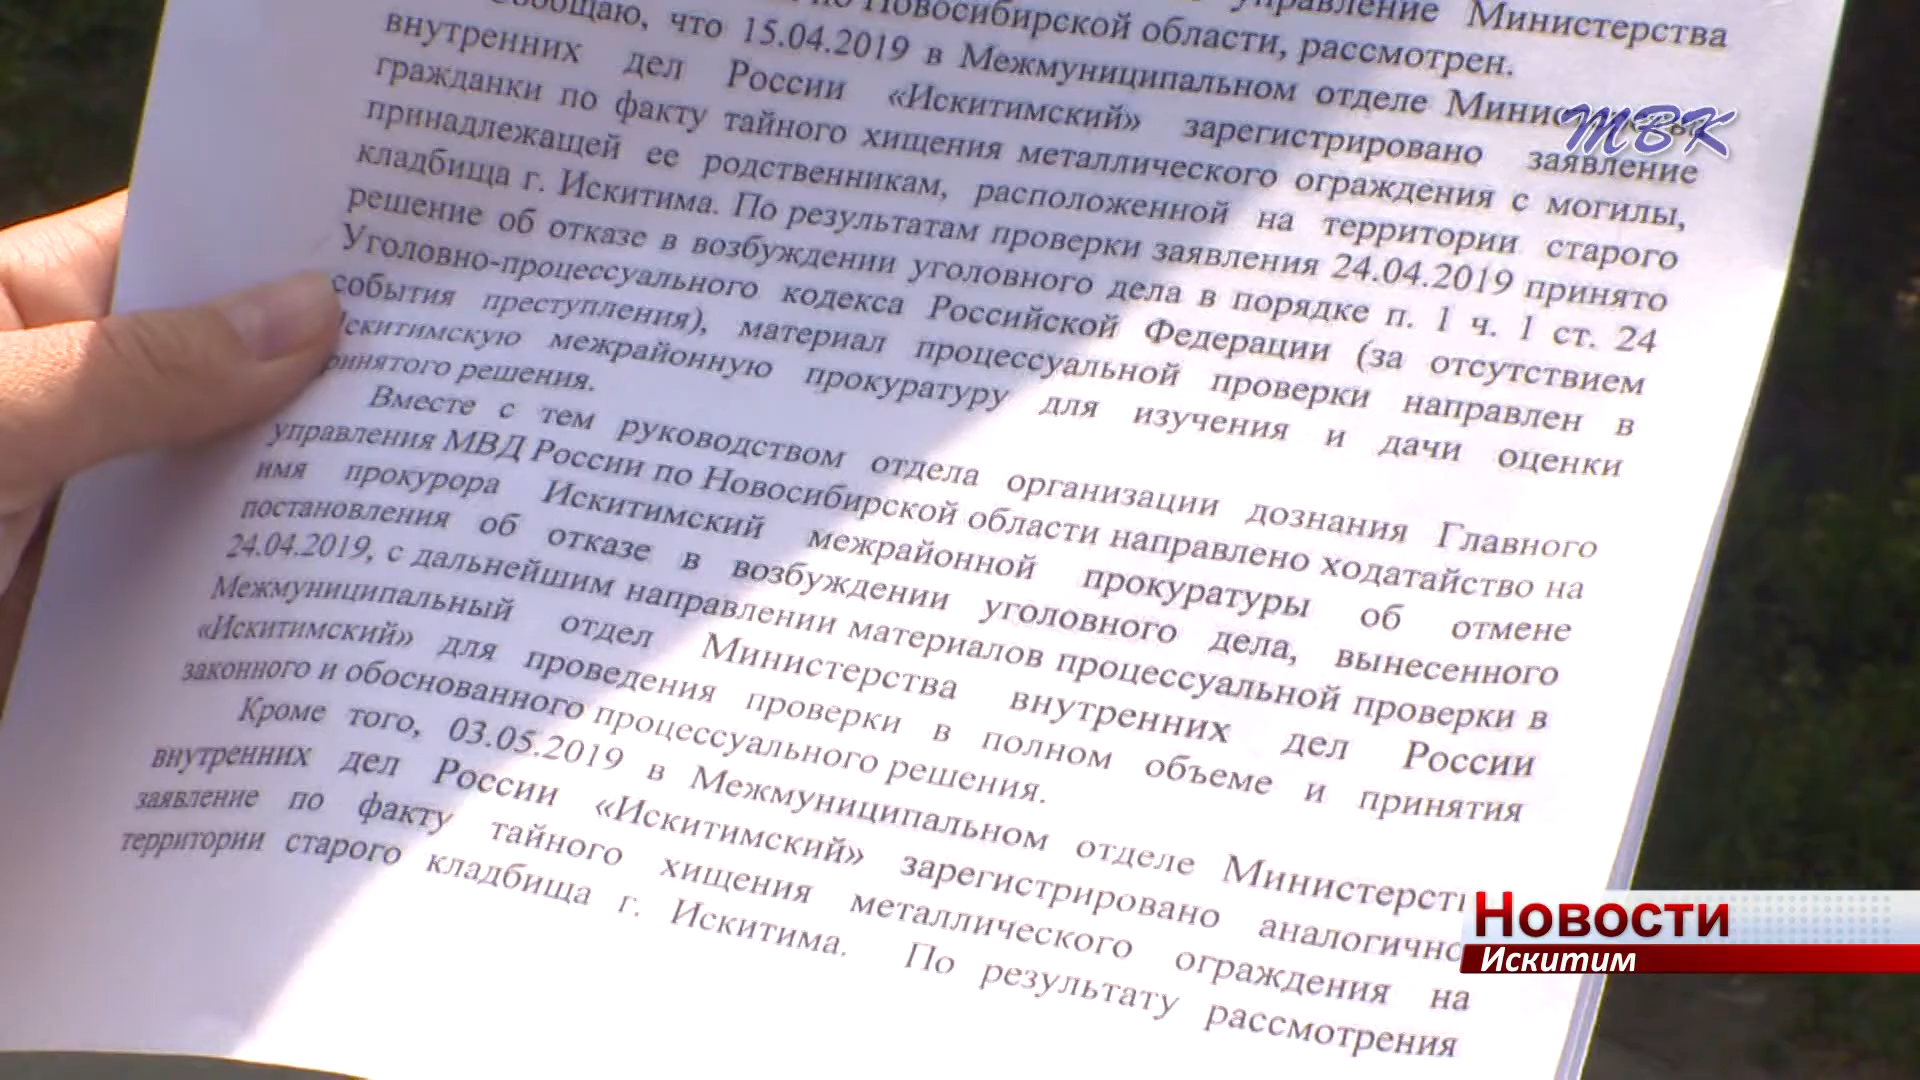 управление Министерства
по Новосибирской области, рассмотрен.
Сообщаю, что 15.04.2019 в Межмуниципальном отделе
внутренних дел России «Искитимский» зарегистрировано заявление
гражданки по факту тайного хищения металлического ограждения с могилы,
принадлежащей ее родственникам, расположенной на территории старого
кладбища г. Искитима. По результатам проверки заявления 24.04.2019 принято
решение об отказе в возбуждении уголовного дела в порядке п. 1 ч. 1 ст. 24
Уголовно-процессуального кодекса Российской Федерации (за отсутствием
события преступления), материал процессуальной проверки направлен в
Искитимскую межрайонную прокуратуру для изучения и дачи оценки
принятого решения.
Вместе с тем руководством отдела организации дознания Главного
управления МВД России по Новосибирской области направлено ходатайство на
имя прокурора Искитимский межрайонной прокуратуры об отмене
постановления об отказе в возбуждении уголовного дела, вынесенного
24.04.2019, с дальнейшим направлении материалов процессуальной проверки в
Межмуниципальный отдел Министерства внутренних дел России
«Искитимский» для проведения проверки в полном объеме и принятия
законного и обоснованного процессуального решения.
Кроме того, 03.05.2019 в Межмуниципальном отделе Министерст
внутренних дел России «Искитимский» зарегистрировано аналогично
заявление по факту тайного хищения металлического ограждения на
территории старого кладбища г. Искитима. По результату рассмотрения
ТВК
Новости
Искитим